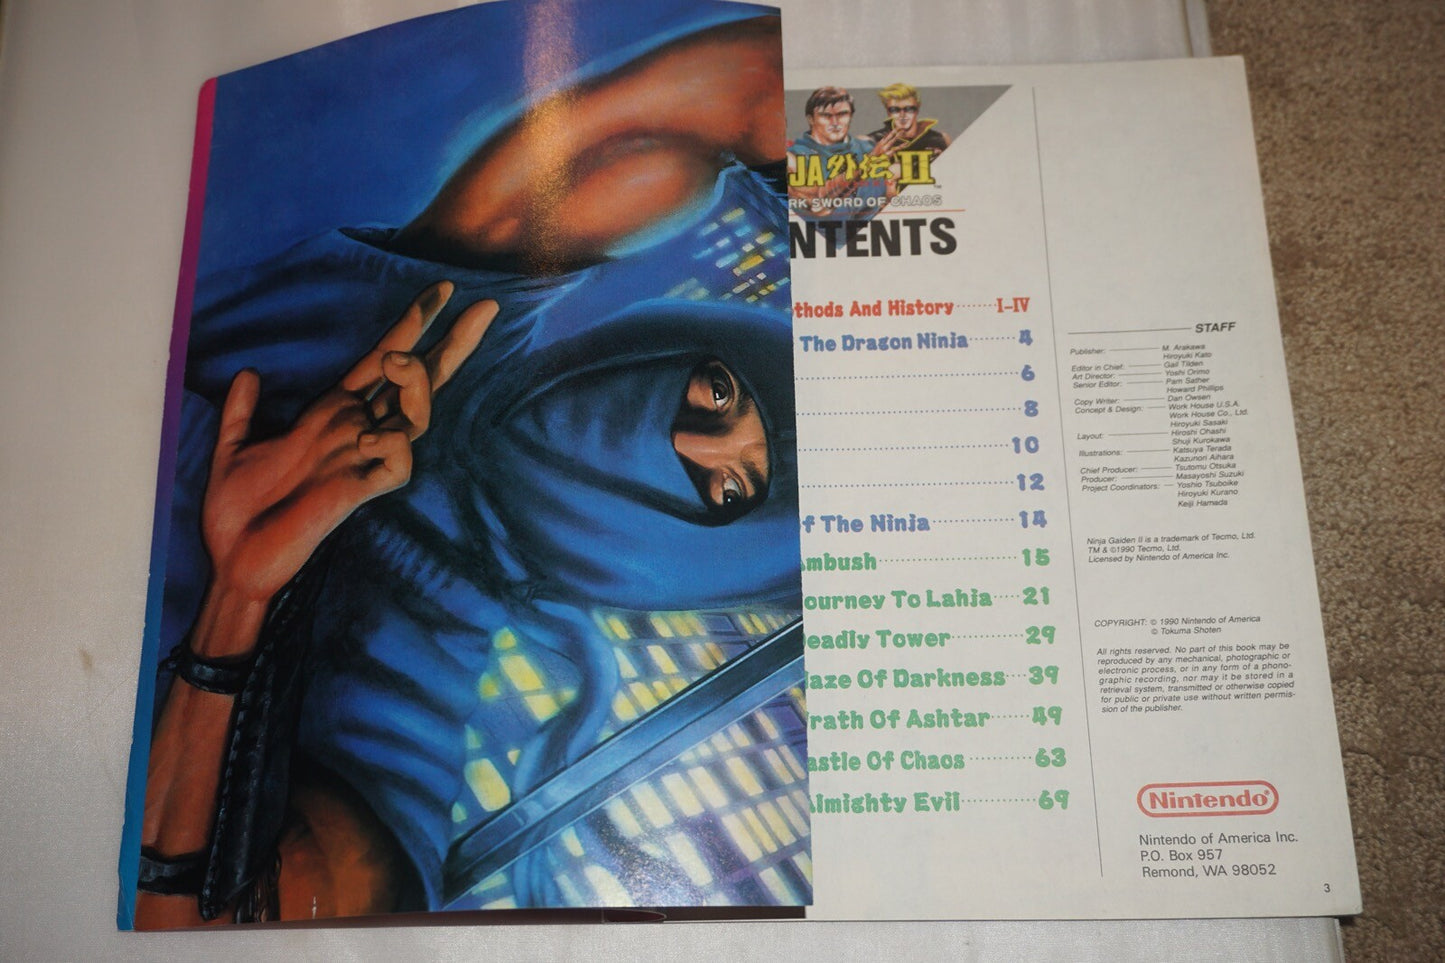 JA外伝II™
RK SWORD OF CHAOS
NTENTS
thods And History I-IV
The Dragon Ninja 4
6
8
10
12
f The Ninja 14
mbush 15
ourney To Lahja 21
eadly Tower 29
aze Of Darkness 39
rath Of Ashtar 49
astle Of Chaos 63
lmighty Evil 69
STAFF
Publisher: M. Arakawa
Hiroyuki Kato
Editor in Chief: Gail Tilden
Art Director: Yoshi Orimo
Senior Editor: Pam Sather
Howard Phillips
Copy Writer: Dan Owsen
Concept & Design: Work House U.S.A.
Work House Co., Ltd.
Hiroyuki Sasaki
Layout: Hiroshi Ohashi
Shuji Kurokawa
Illustrations: Katsuya Terada
Kazunori Aihara
Chief Producer: Tsutomu Otsuka
Producer: Masayoshi Suzuki
Project Coordinators: Yoshio Tsuboike
Hiroyuki Kurano
Keiji Hamada
Ninja Gaiden II is a trademark of Tecmo, Ltd.
TM & ©1990 Tecmo, Ltd.
Licensed by Nintendo of America Inc.
COPYRIGHT: © 1990 Nintendo of America
© Tokuma Shoten
All rights reserved. No part of this book may be
reproduced by any mechanical, photographic or
electronic process, or in any form of a phono-
graphic recording, nor may it be stored in a
retrieval system, transmitted or otherwise copied
for public or private use without written permis-
sion of the publisher.
Nintendo®
Nintendo of America Inc.
P.O. Box 957
Remond, WA 98052
3